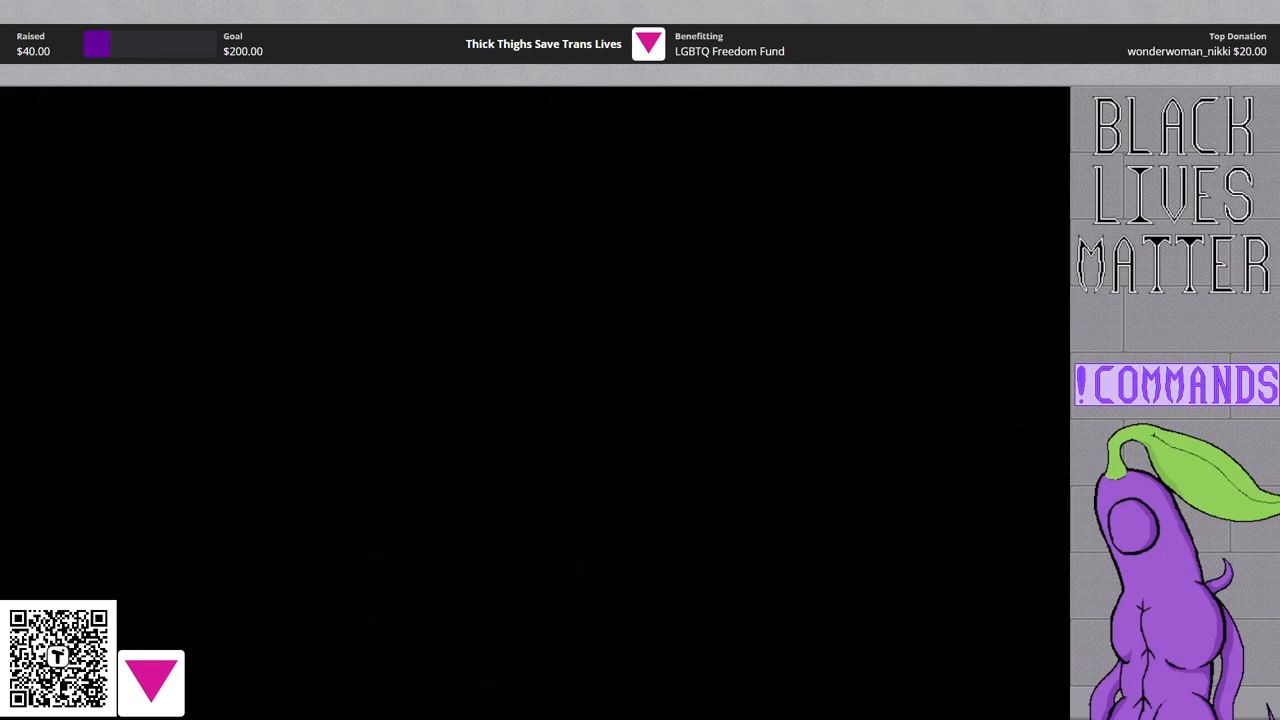 Raised
$40.00
Goal
$200.00
Thick Thighs Save Trans Lives
Benefitting
LGBTQ Freedom Fund
Top Donation
wonderwoman_nikki $20.00
BLACK
LIVES
MATTER
!COMMANDS
T